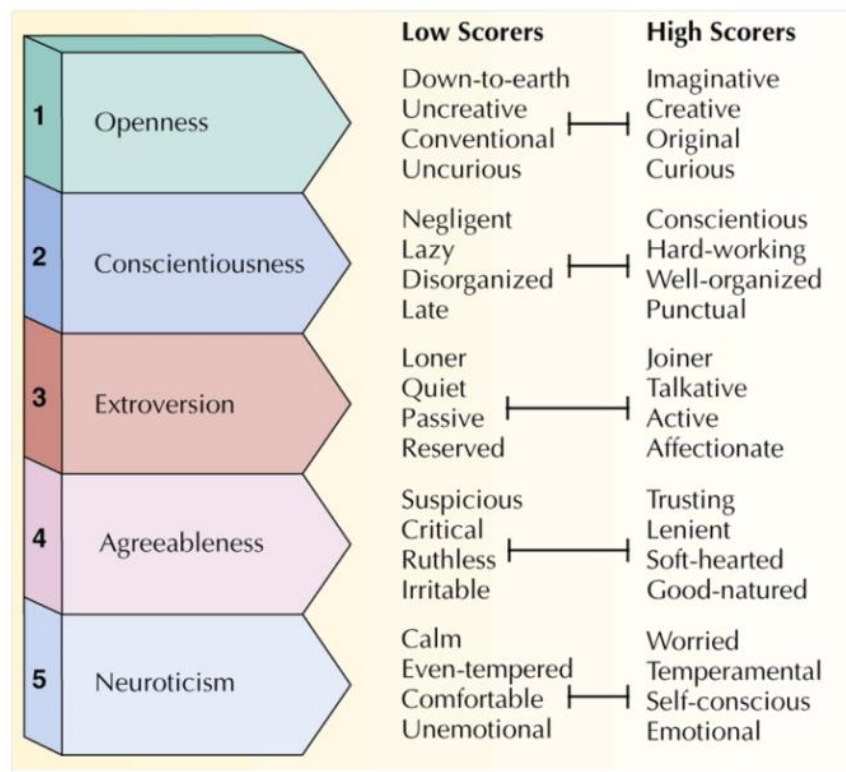 Low Scorers High Scorers
1 Openness
Down-to-earth Imaginative
Uncreative Creative
Conventional Original
Uncurious Curious
2 Conscientiousness
Negligent Conscientious
Lazy Hard-working
Disorganized Well-organized
Late Punctual
3 Extroversion
Loner Joiner
Quiet Talkative
Passive Active
Reserved Affectionate
4 Agreeableness
Suspicious Trusting
Critical Lenient
Ruthless Soft-hearted
Irritable Good-natured
5 Neuroticism
Calm Worried
Even-tempered Temperamental
Comfortable Self-conscious
Unemotional Emotional